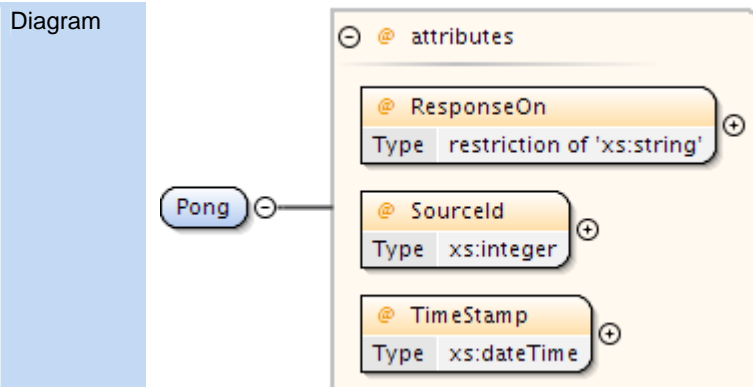 Diagram
@ attributes
@ ResponseOn
Type restriction of 'xs:string'
Pong
@ SourceId
Type xs:integer
@ TimeStamp
Type xs:dateTime